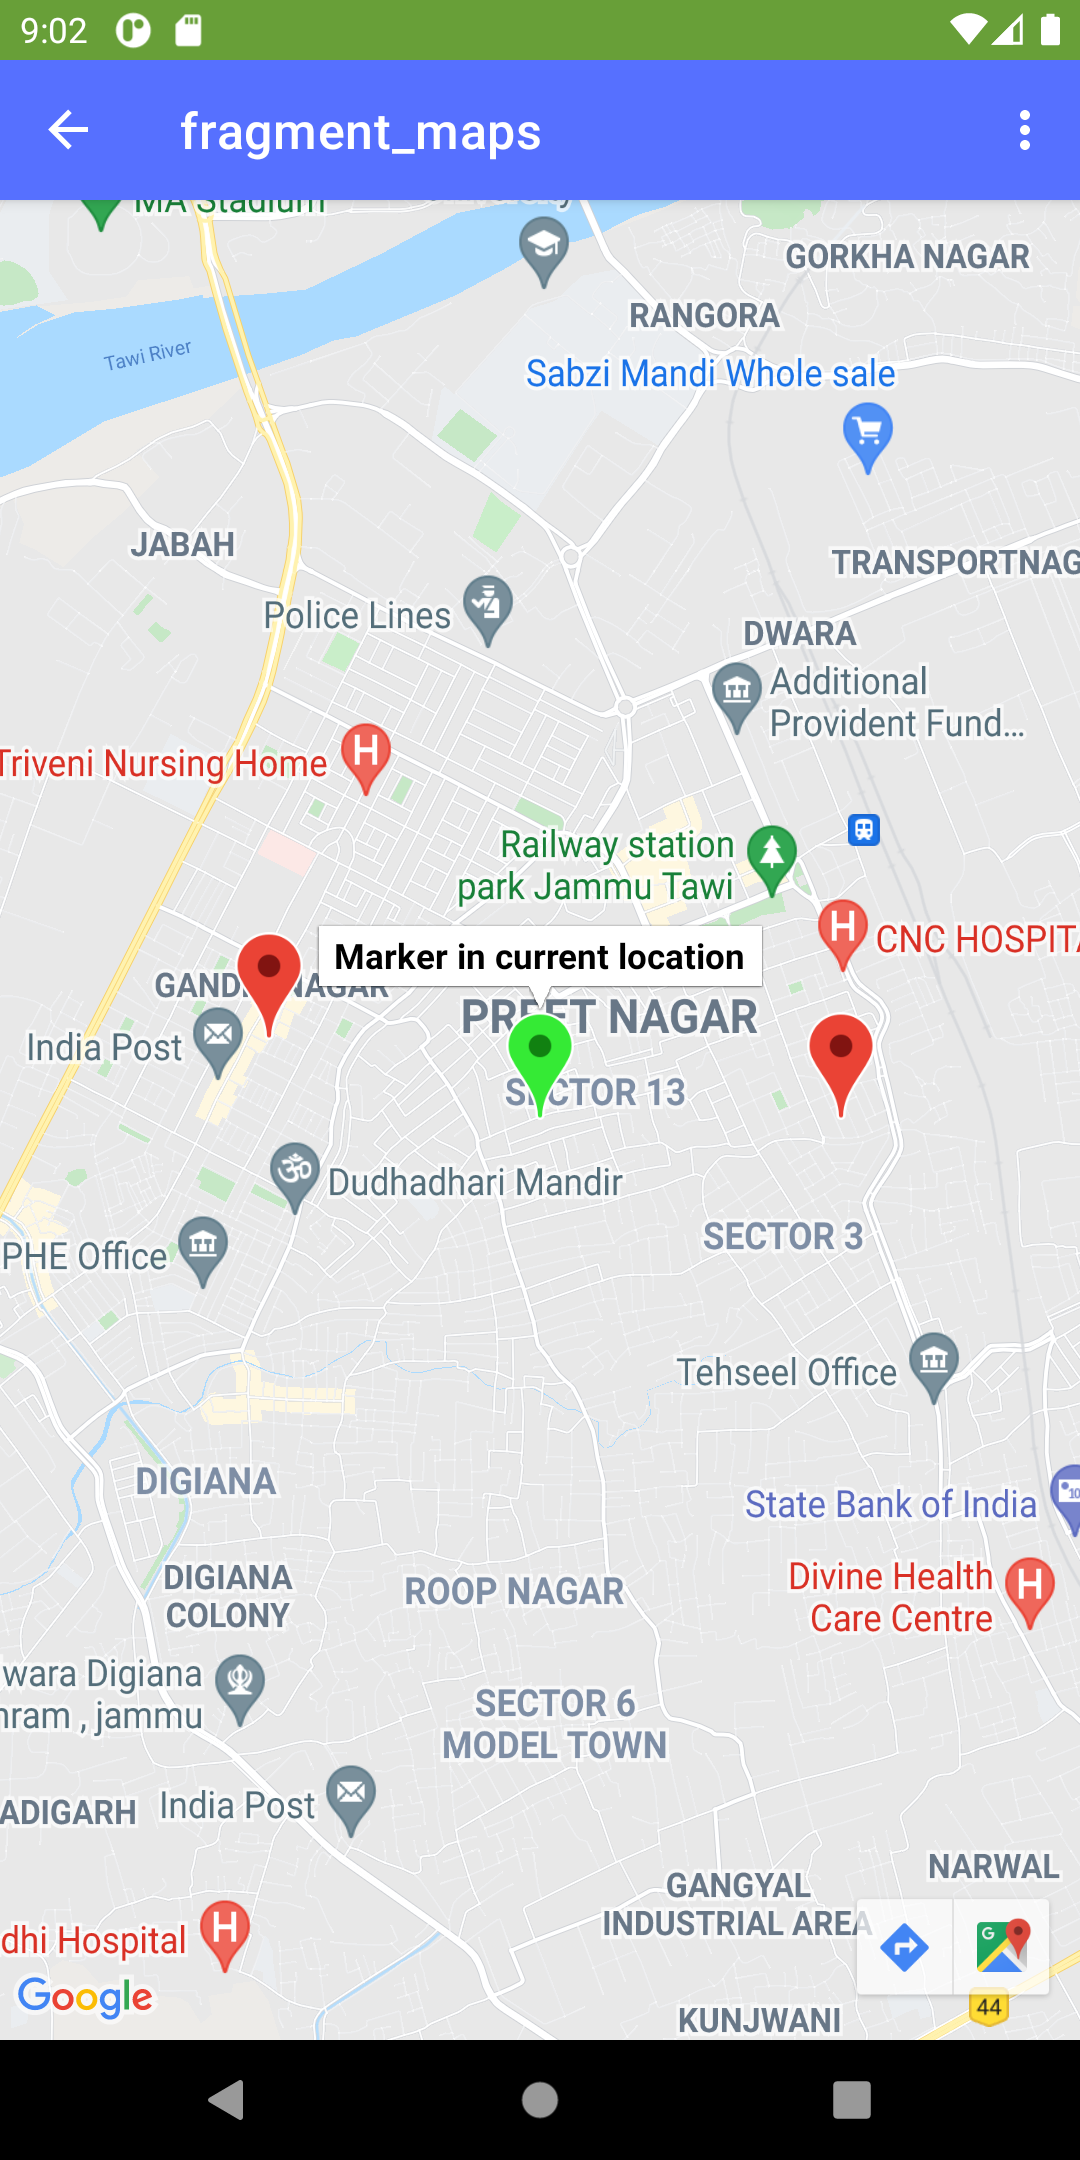 9:02
fragment_maps
MA Stadium
GORKHA NAGAR
RANGORA
Tawi River
Sabzi Mandi Whole sale
JABAH
TRANSPORTNAG
Police Lines
DWARA
Additional
Provident Fund...
Triveni Nursing Home
Railway station
park Jammu Tawi
CNC HOSPITA
Marker in current location
NAGAR
NAGAR
India Post
SECTOR 13
Dudhadhari Mandir
SECTOR 3
PHE Office
Tehseel Office
DIGIANA
State Bank of India
DIGIANA
COLONY
ROOP NAGAR
Divine Health
Care Centre
wara Digiana
hram , jammu
SECTOR 6
MODEL TOWN
ADIGARH
India Post
NARWAL
GANGYAL
INDUSTRIAL AREA
dhi Hospital
Google
44
KUNJWANI